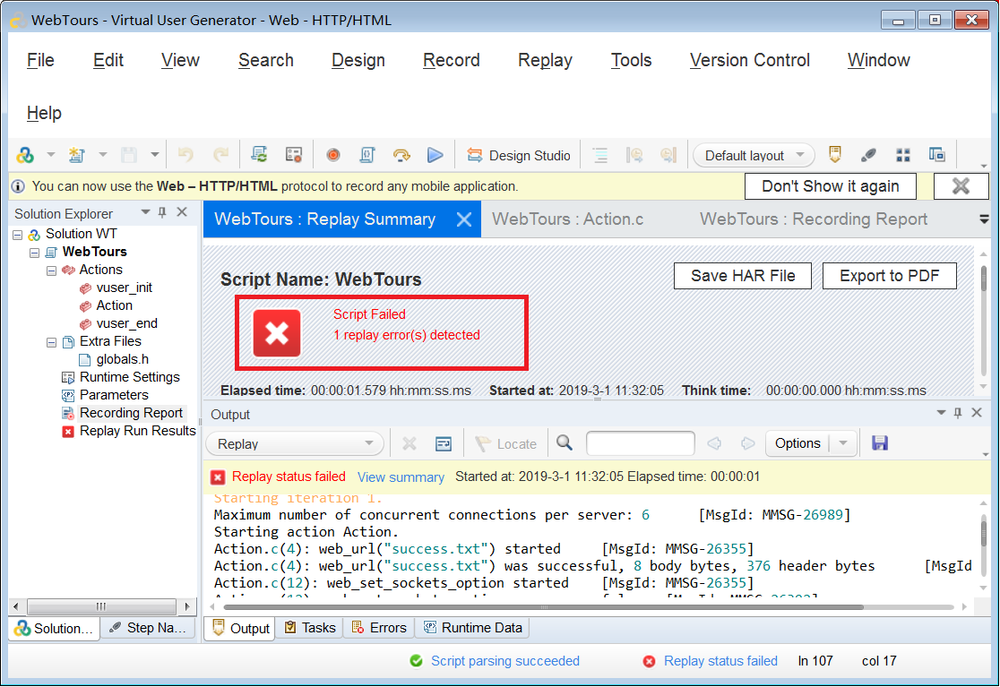 WebTours - Virtual User Generator - Web - HTTP/HTML
File Edit View Search Design Record Replay Tools Version Control Window
Help
Design Studio Default layout
You can now use the Web – HTTP/HTML protocol to record any mobile application. Don't Show it again
Solution Explorer
Solution WT
WebTours
Actions
vuser_init
Action
vuser_end
Extra Files
globals.h
Runtime Settings
Parameters
Recording Report
Replay Run Results
WebTours : Replay Summary WebTours : Action.c WebTours : Recording Report
Script Name: WebTours Save HAR File Export to PDF
Script Failed
1 replay error(s) detected
Elapsed time: 00:00:01.579 hh:mm:ss.ms Started at: 2019-3-1 11:32:05 Think time: 00:00:00.000 hh:mm:ss.ms
Output
Replay Locate Options
Replay status failed View summary Started at: 2019-3-1 11:32:05 Elapsed time: 00:00:01
Starting iteration 1.
Maximum number of concurrent connections per server: 6 [MsgId: MMSG-26989]
Starting action Action.
Action.c(4): web_url("success.txt") started [MsgId: MMSG-26355]
Action.c(4): web_url("success.txt") was successful, 8 body bytes, 376 header bytes [MsgId
Action.c(12): web_set_sockets_option started [MsgId: MMSG-26355]
Solution... Step Na... Output Tasks Errors Runtime Data
Script parsing succeeded Replay status failed ln 107 col 17